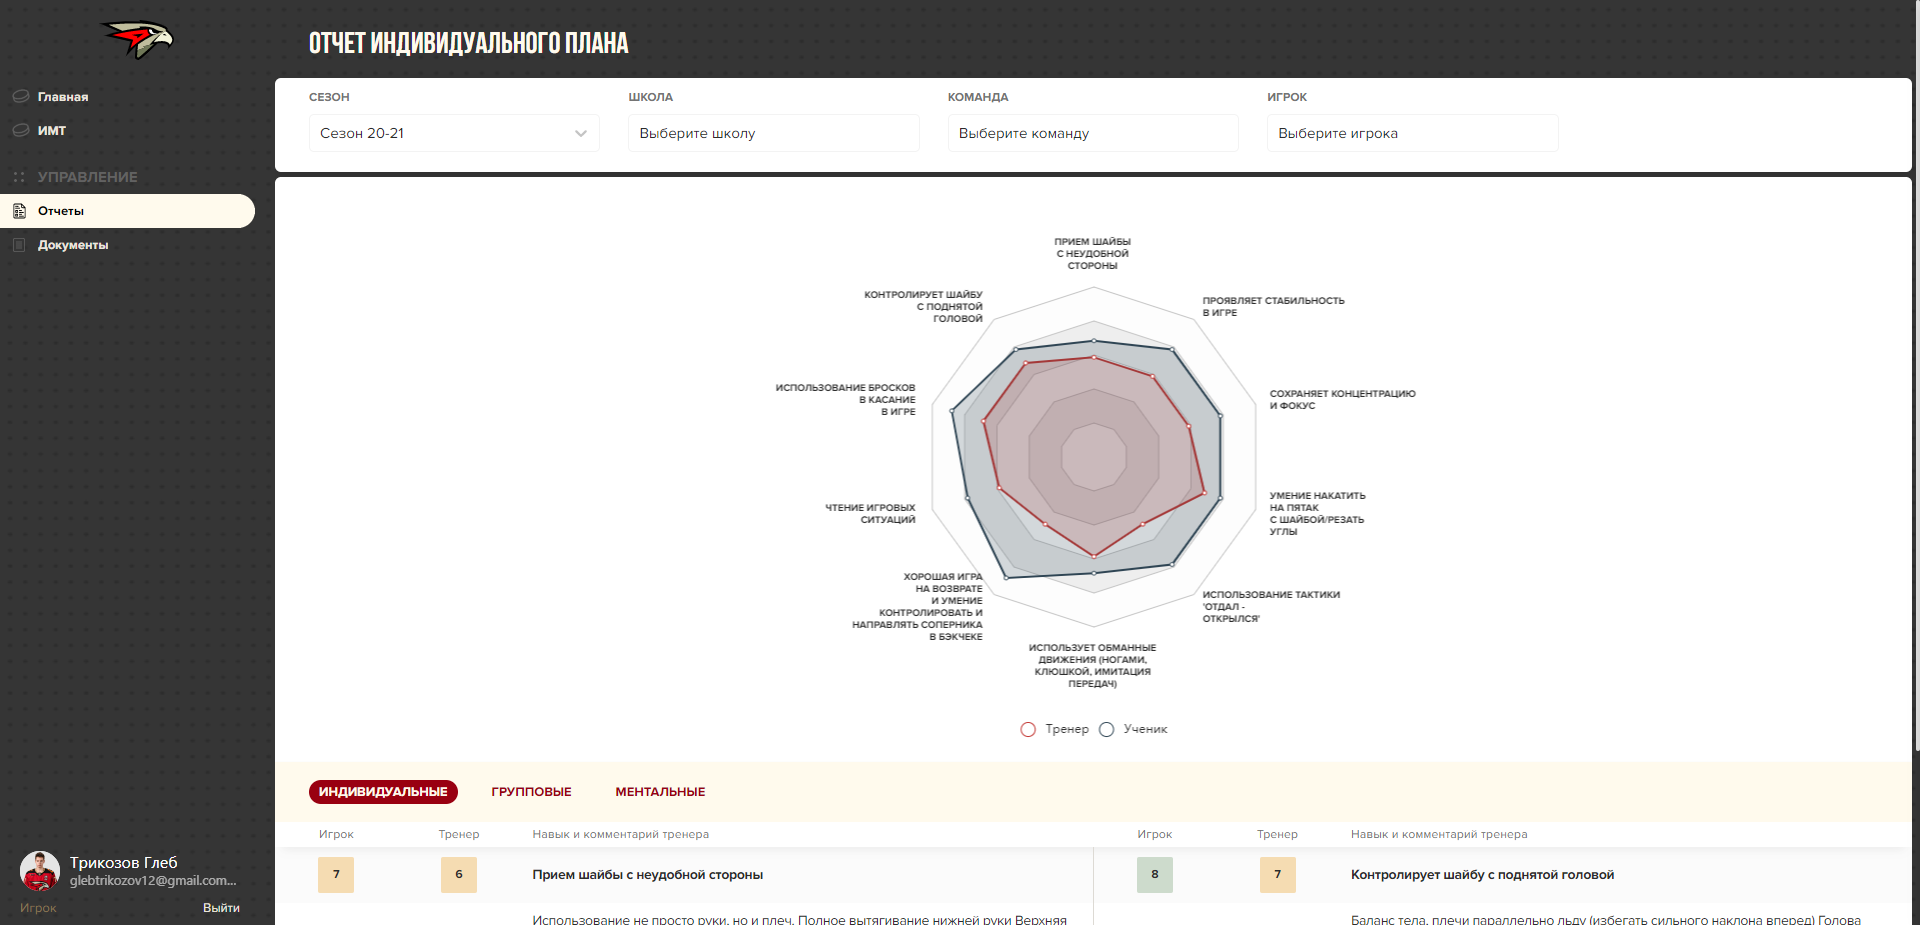 ОТЧЕТ ИНДИВИДУАЛЬНОГО ПЛАНА
Главная
ИМТ
УПРАВЛЕНИЕ
Отчеты
Документы
СЕЗОН
Сезон 20-21
ШКОЛА
Выберите школу
КОМАНДА
Выберите команду
ИГРОК
Выберите игрока
ПРИЕМ ШАЙБЫ
С НЕУДОБНОЙ
СТОРОНЫ
ПРОЯВЛЯЕТ СТАБИЛЬНОСТЬ
В ИГРЕ
СОХРАНЯЕТ КОНЦЕНТРАЦИЮ
И ФОКУС
УМЕНИЕ НАКАТИТЬ
НА ПЯТАК
С ШАЙБОЙ/РЕЗАТЬ
УГЛЫ
ИСПОЛЬЗОВАНИЕ ТАКТИКИ
'ОТДАЛ -
ОТКРЫЛСЯ'
ИСПОЛЬЗУЕТ ОБМАННЫЕ
ДВИЖЕНИЯ (НОГАМИ,
КЛЮШКОЙ, ИМИТАЦИЯ
ПЕРЕДАЧ)
ХОРОШАЯ ИГРА
НА ВОЗВРАТЕ
И УМЕНИЕ
КОНТРОЛИРОВАТЬ И
НАПРАВЛЯТЬ СОПЕРНИКА
В БЭКЧЕКЕ
ЧТЕНИЕ ИГРОВЫХ
СИТУАЦИЙ
ИСПОЛЬЗОВАНИЕ БРОСКОВ
В КАСАНИЕ
В ИГРЕ
КОНТРОЛИРУЕТ ШАЙБУ
С ПОДНЯТОЙ
ГОЛОВОЙ
Тренер
Ученик
ИНДИВИДУАЛЬНЫЕ
ГРУППОВЫЕ
МЕНТАЛЬНЫЕ
Игрок Тренер Навык и комментарий тренера
7 6 Прием шайбы с неудобной стороны
Использование не просто руки, но и плеч. Полное вытягивание нижней руки Верхняя
Игрок Тренер Навык и комментарий тренера
8 7 Контролирует шайбу с поднятой головой
Баланс тела, плечи параллельно льду (избегать сильного наклона вперед) Голова
Трикозов Глеб
glebtrikozov12@gmail.com...
Игрок
Выйти